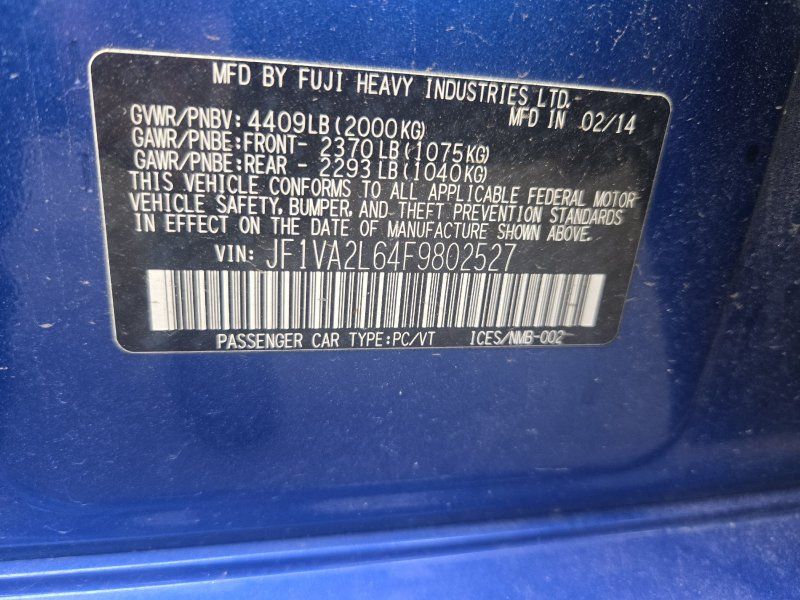 MFD BY FUJI HEAVY INDUSTRIES LTD.
GVWR/PNBV: 4409LB(2000KG) MFD IN 02/14
GAWR/PNBE:FRONT- 2370LB(1075KG)
GAWR/PNBE:REAR - 2293LB(1040KG)
THIS VEHICLE CONFORMS TO ALL APPLICABLE FEDERAL MOTOR
VEHICLE SAFETY, BUMPER, AND THEFT PREVENTION STANDARDS
IN EFFECT ON THE DATE OF MANUFACTURE SHOWN ABOVE.
VIN: JF1VA2L64F9802527
PASSENGER CAR TYPE:PC/VT ICES/NMB-002